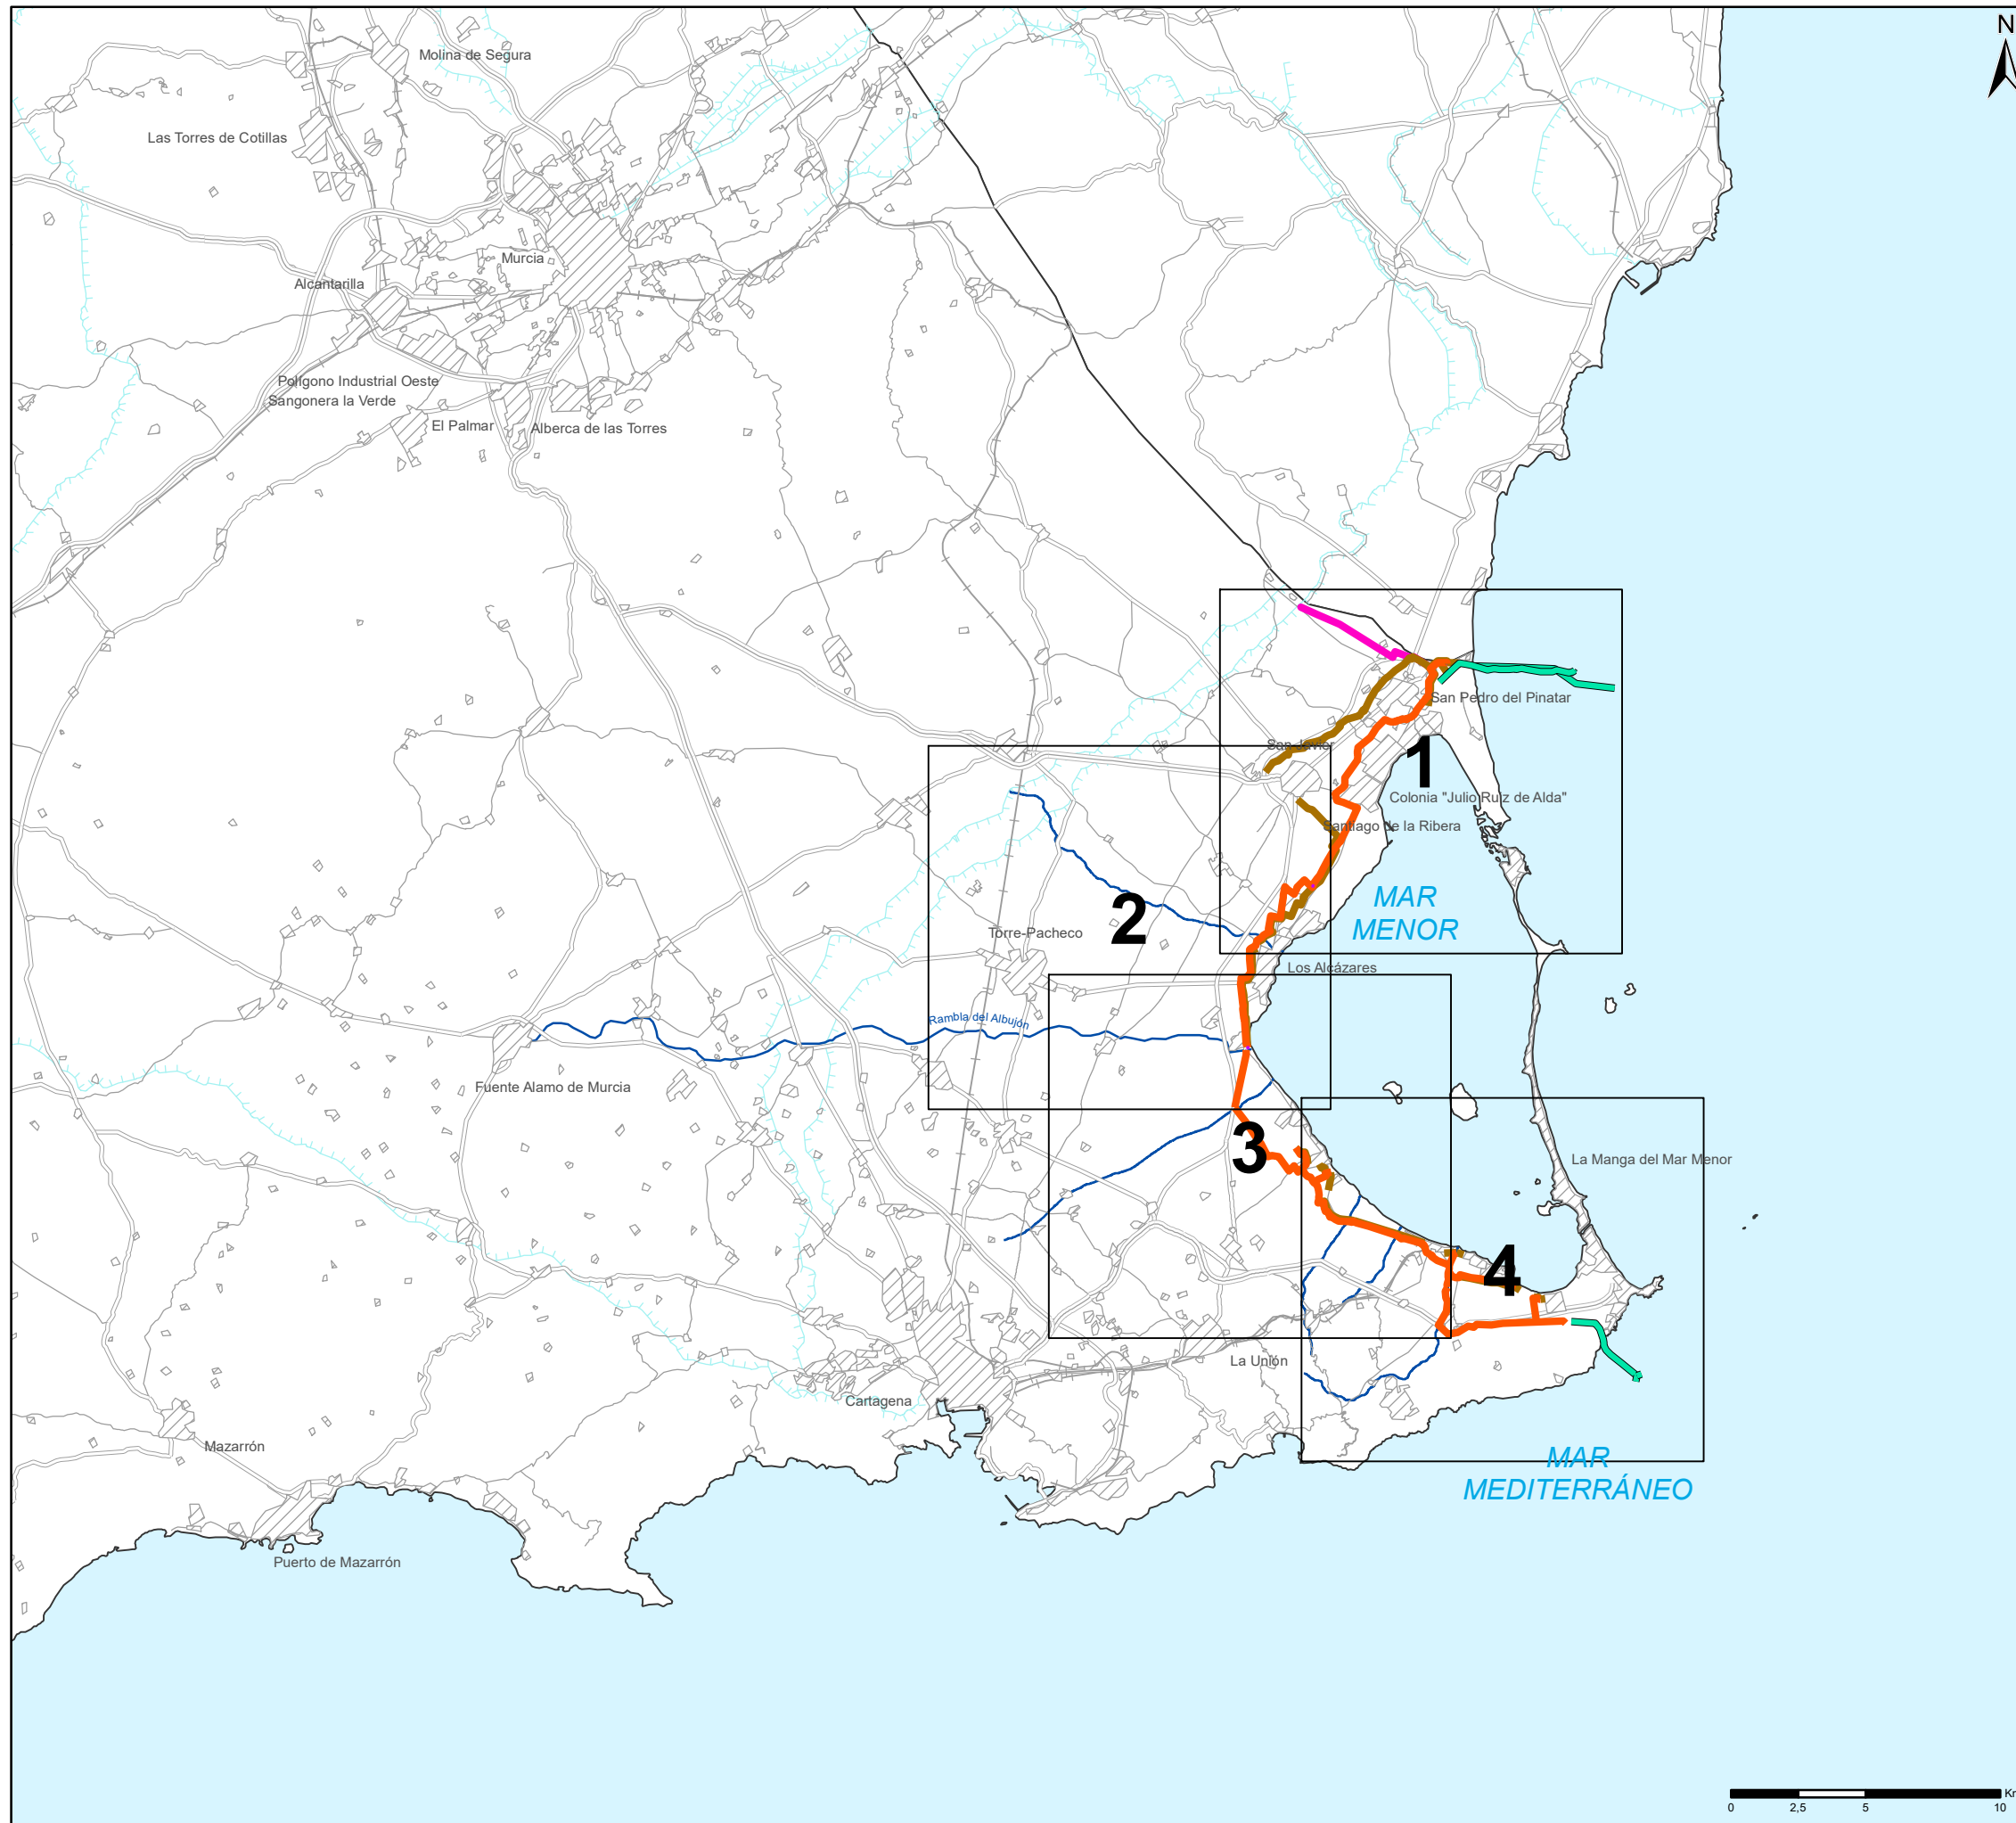 N
Molina de Segura
Las Torres de Cotillas
Murcia
Alcantarilla
Polígono Industrial Oeste
Sangonera la Verde
El Palmar
Alberca de las Torres
San Pedro del Pinatar
San Javier
1
Colonia "Julio Ruiz de Alda"
Santiago de la Ribera
MAR
MENOR
2
Torre-Pacheco
Los Alcázares
Rambla del Albujón
Fuente Alamo de Murcia
3
La Manga del Mar Menor
4
La Unión
Cartagena
Mazarrón
MAR
MEDITERRÁNEO
Puerto de Mazarrón
0 2,5 5 10